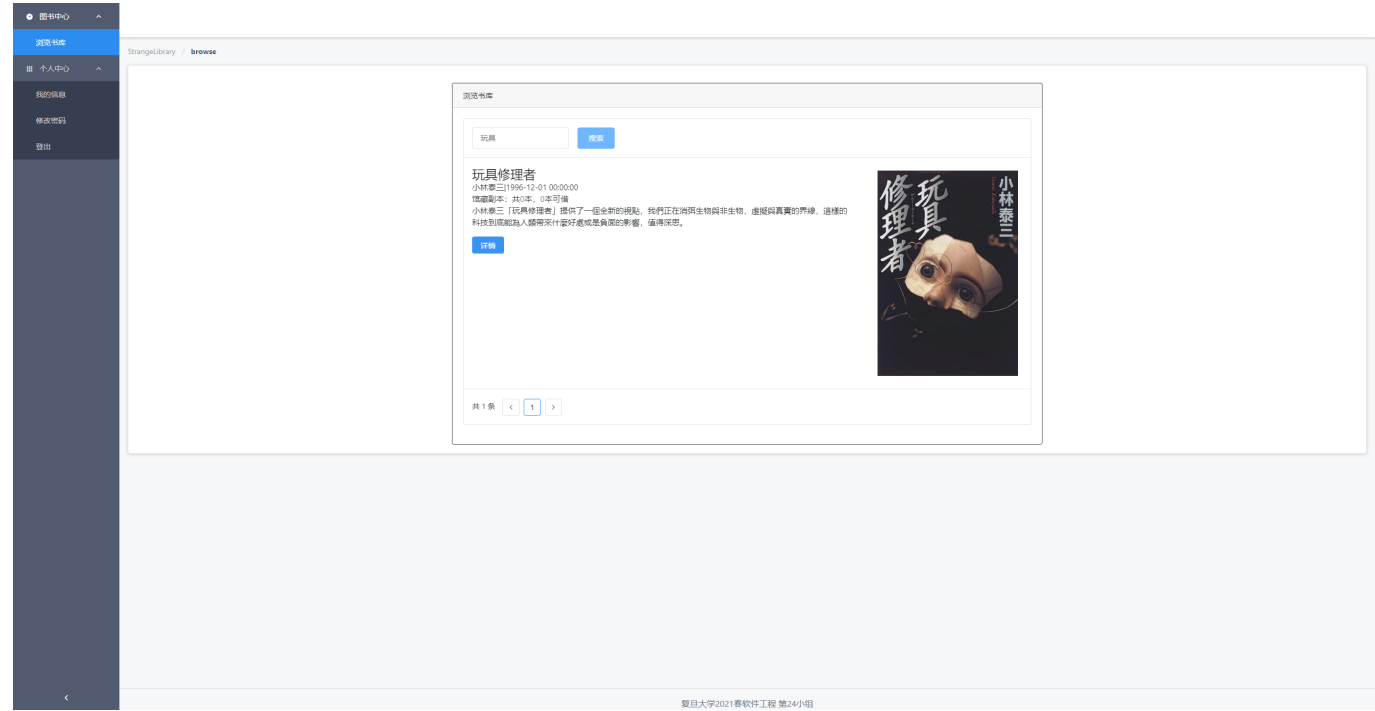 图书中心
浏览书库
个人中心
我的信息
修改密码
登出
StrangeLibrary / browse
浏览书库
玩具
搜索
玩具修理者
小林泰三|1996-12-01 00:00:00
馆藏副本：共0本，0本可借
小林泰三「玩具修理者」提供了一個全新的視點，我們正在消弭生物與非生物，虛擬與真實的界線，這樣的
科技到底能為人類帶來什麼好處或是負面的影響，值得深思。
详情
玩具
修理者
小林泰三
共 1 条
1
复旦大学2021春软件工程 第24小组